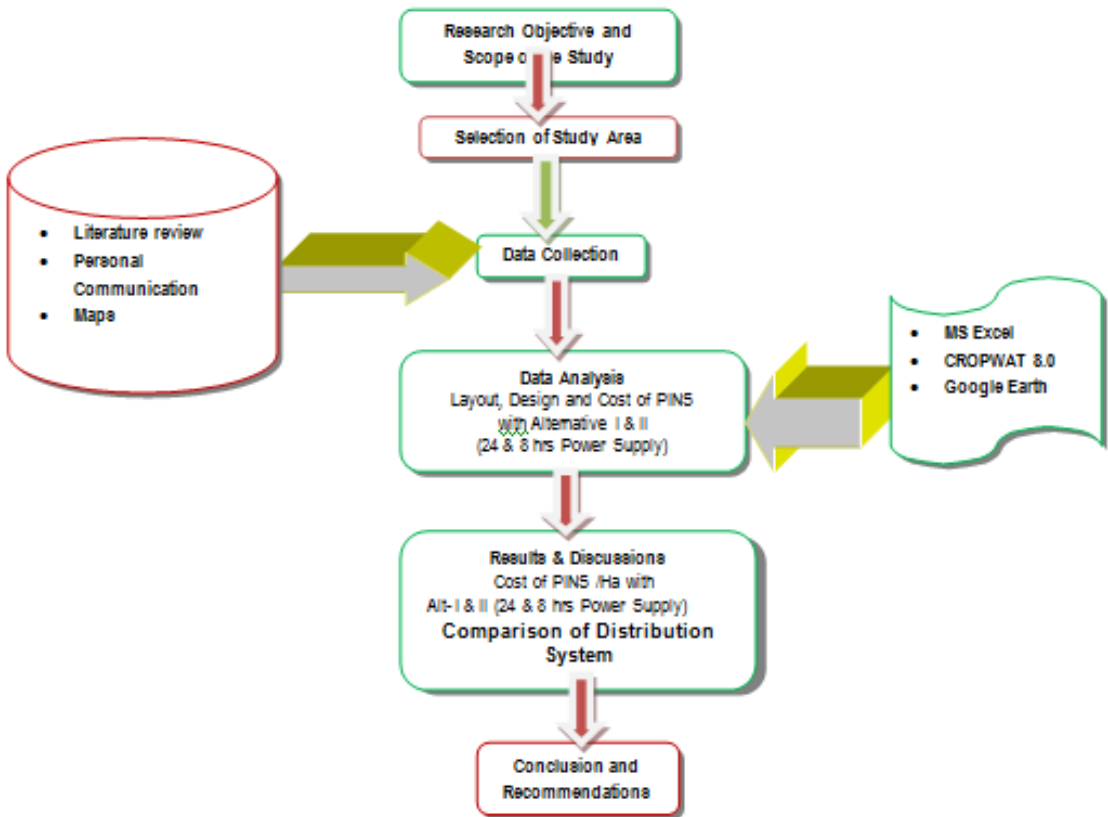 Research Objective and
Scope of the Study
Selection of Study Area
Literature review
Personal
Communication
Maps
Data Collection
MS Excel
CROPWAT 8.0
Google Earth
Data Analysis
Layout, Design and Cost of PINS
with Alternative I & II
(24 & 8 hrs Power Supply)
Results & Discussions
Cost of PINS /Ha with
Alt- I & II (24 & 8 hrs Power Supply)
Comparison of Distribution
System
Conclusion and
Recommendations